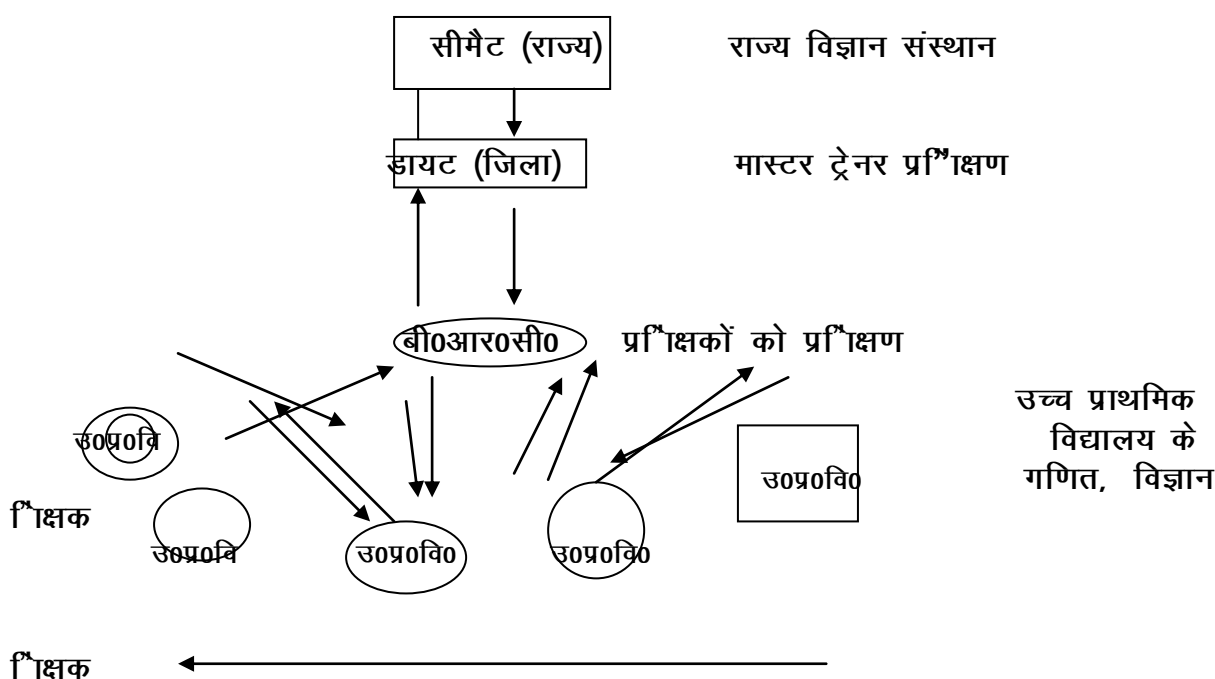 सीमैट (राज्य) राज्य विज्ञान संस्थान
डायट (जिला) मास्टर ट्रेनर प्रि”ाक्षण
बी0आर0सी0 प्रि”ाक्षकों को प्रि”ाक्षण
उच्च प्राथमिक
उ0प्र0वि विद्यालय के
उ0प्र0वि0 गणित, विज्ञान
ि”ाक्षक
उ0प्र0वि उ0प्र0वि0 उ0प्र0वि0
ि”ाक्षक